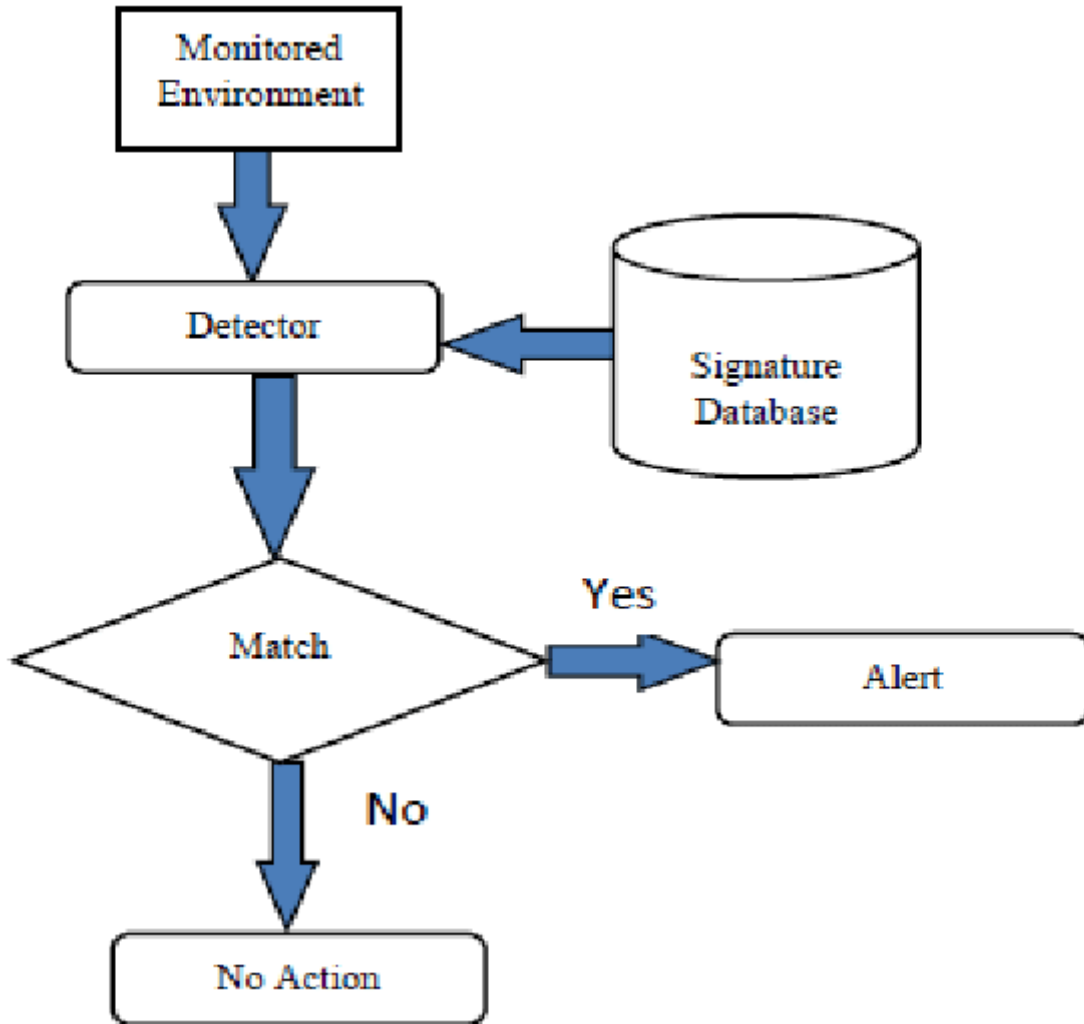 Monitored
Environment
Detector
Signature
Database
Match
Yes
Alert
No
No Action